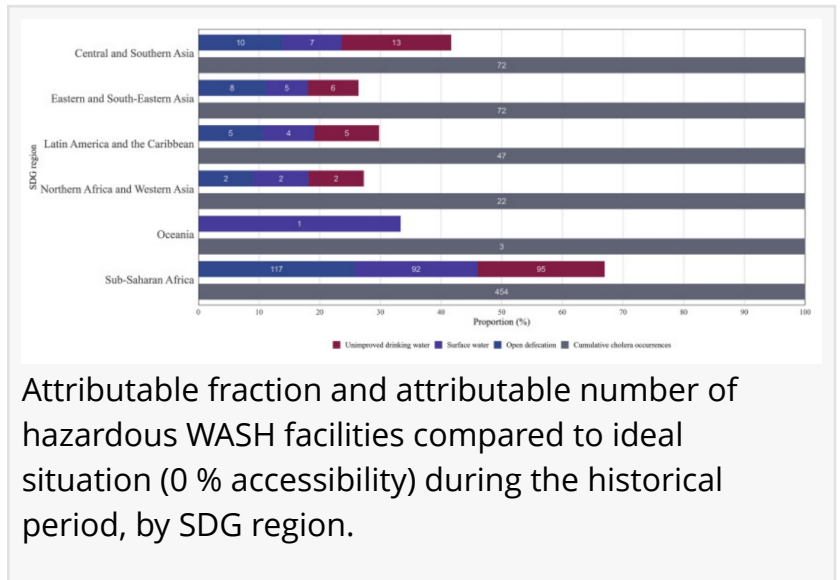 Central and Southern Asia
10 7 13
72
Eastern and South-Eastern Asia
8 5 6
72
Latin America and the Caribbean
5 4 5
47
SDG region
Northern Africa and Western Asia
2 2 2
22
Oceania
1
3
Sub-Saharan Africa
117 92 95
454
0 10 20 30 40 50 60 70 80 90 100
Proportion (%)
Unimproved drinking water Surface water Open defecation Cumulative cholera occurrences
Attributable fraction and attributable number of
hazardous WASH facilities compared to ideal
situation (0 % accessibility) during the historical
period, by SDG region.